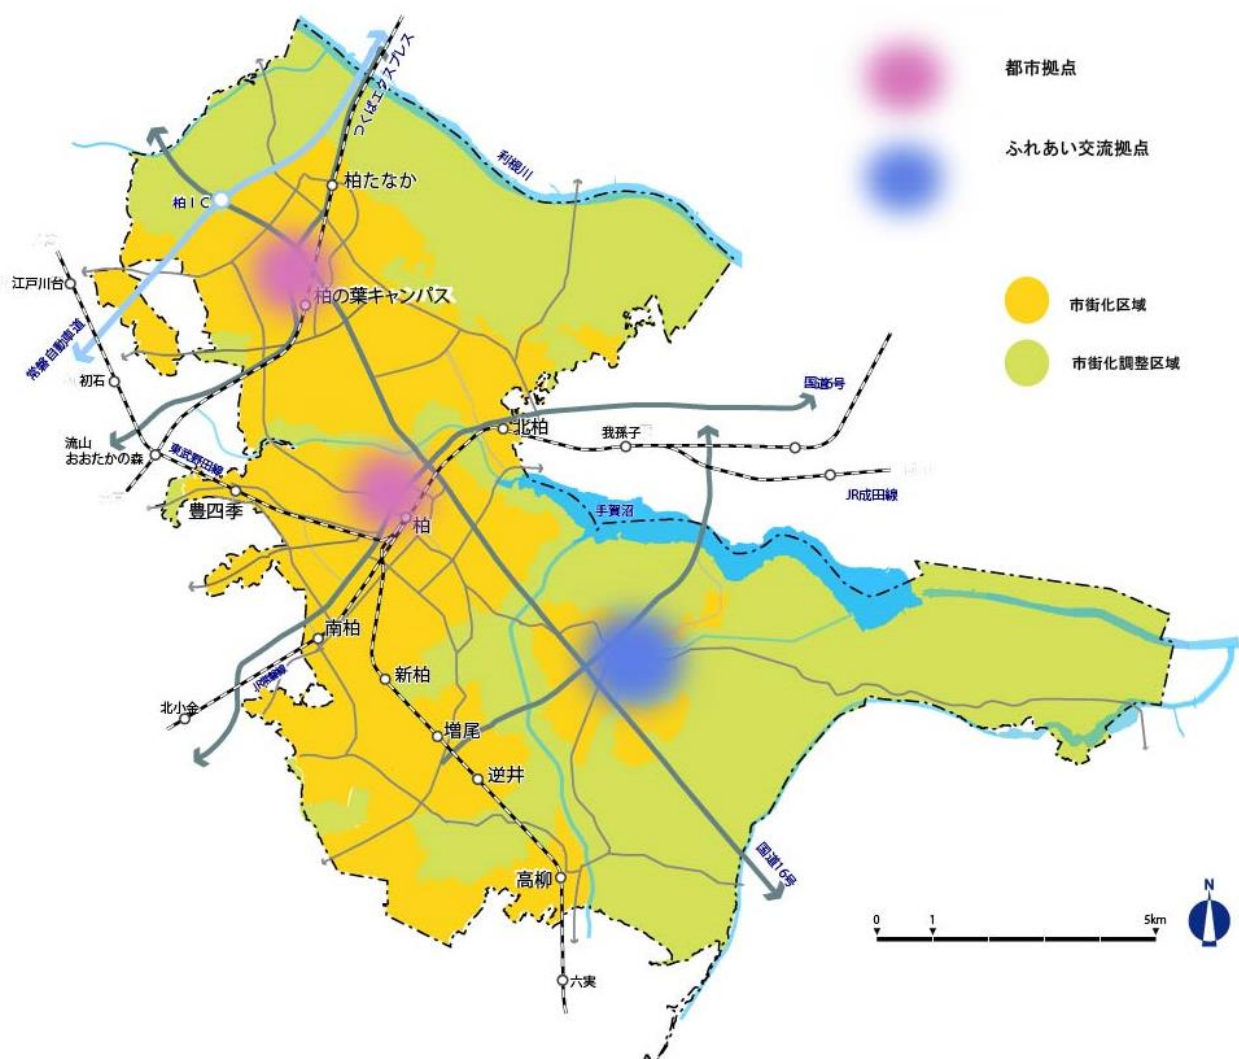 都市拠点
ふれあい交流拠点
市街化区域
市街化調整区域
つくばエクスプレス
利根川
柏たなか
柏IC
江戸川台
柏の葉キャンパス
常磐自動車道
初石
国道6号
北柏
我孫子
流山
おおたかの森
東武野田線
JR成田線
豊四季
手賀沼
柏
南柏
JR常磐線
新柏
北小金
増尾
逆井
高柳
国道16号
六実
0 1 5km
N